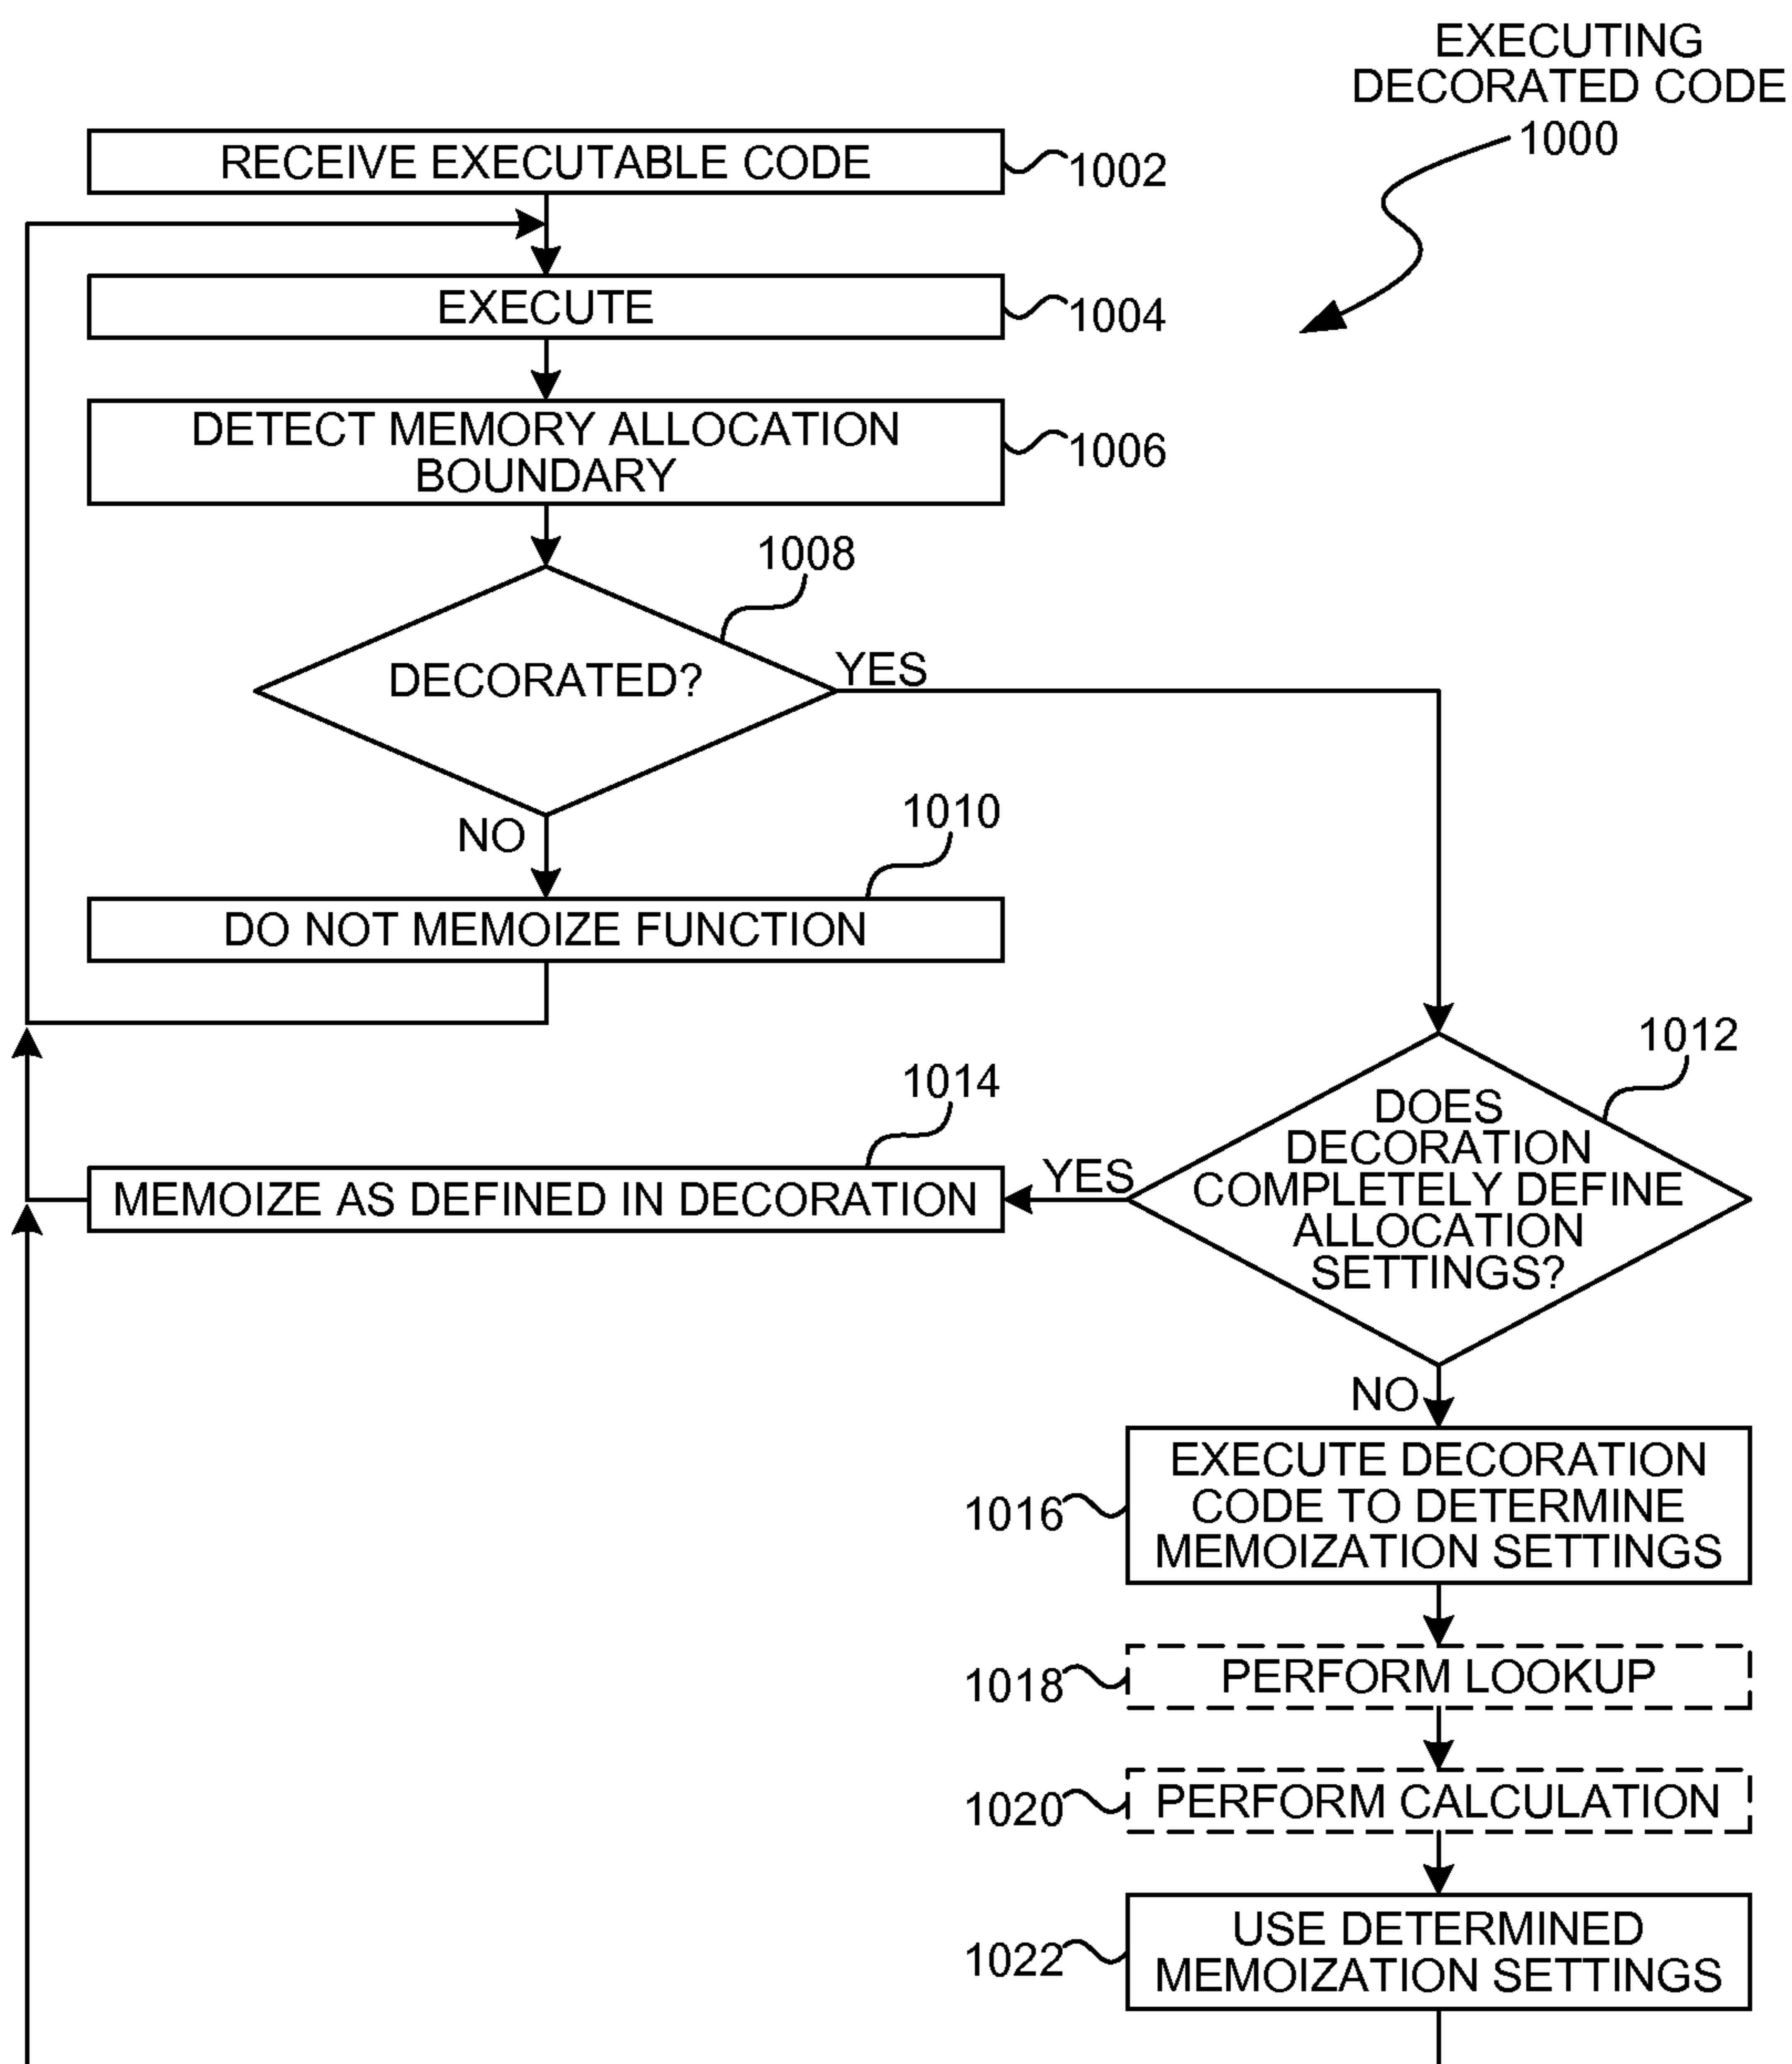 EXECUTING
DECORATED CODE
1000
RECEIVE EXECUTABLE CODE
1002
EXECUTE
1004
DETECT MEMORY ALLOCATION
BOUNDARY
1006
1008
DECORATED?
YES
NO
1010
DO NOT MEMOIZE FUNCTION
1012
DOES
DECORATION
COMPLETELY DEFINE
ALLOCATION
SETTINGS?
YES
1014
MEMOIZE AS DEFINED IN DECORATION
NO
EXECUTE DECORATION
CODE TO DETERMINE
MEMOIZATION SETTINGS
1016
PERFORM LOOKUP
1018
PERFORM CALCULATION
1020
USE DETERMINED
MEMOIZATION SETTINGS
1022